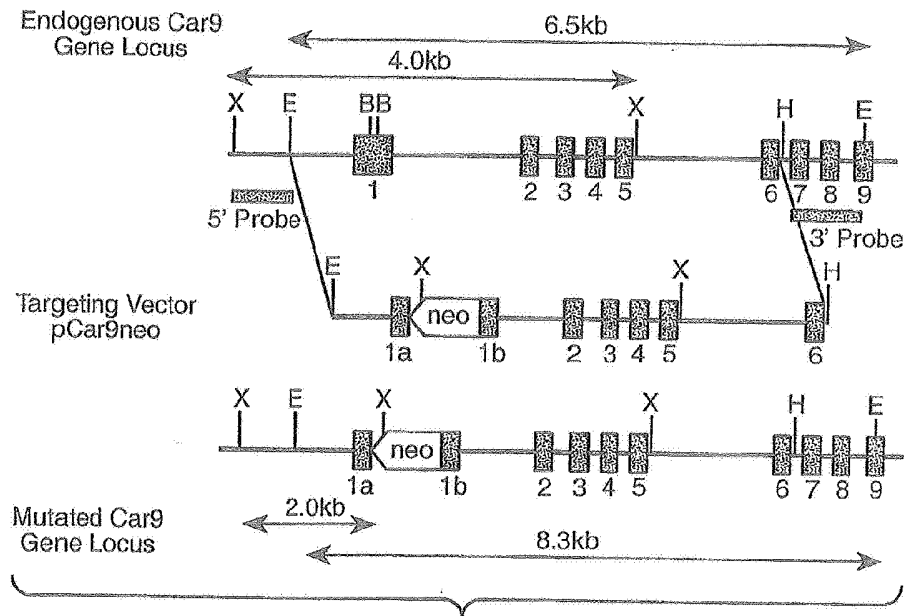 Endogenous Car9
Gene Locus
6.5kb
4.0kb
X E BB X H E
1 2 3 4 5 6 7 8 9
5' Probe
3' Probe
Targeting Vector
pCar9neo
E X X H
neo
1a 1b 2 3 4 5 6
X E X X H E
neo
1a 1b 2 3 4 5 6 7 8 9
Mutated Car9
Gene Locus
2.0kb
8.3kb